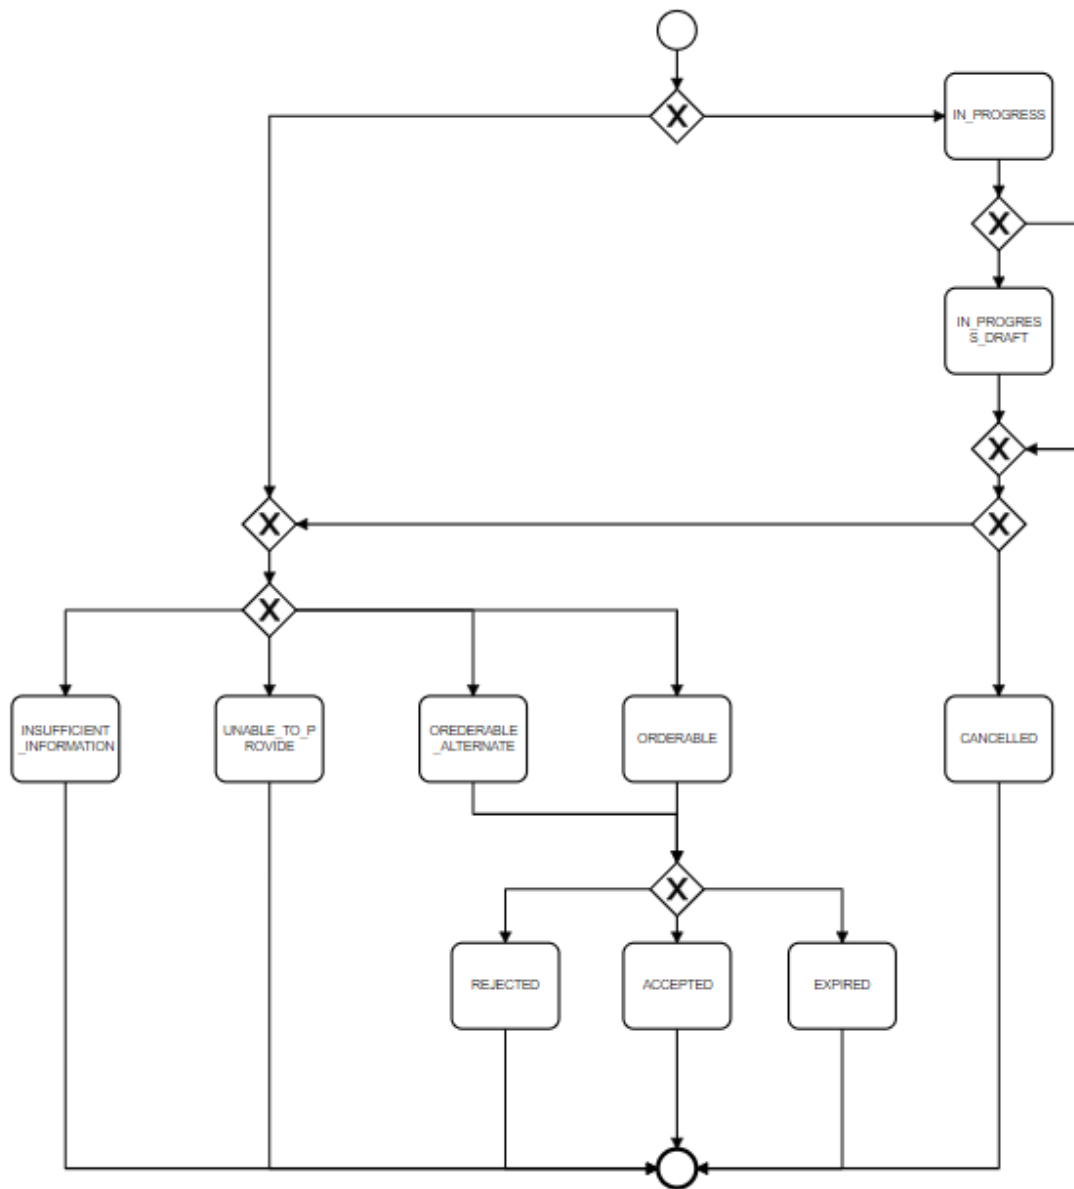 IN_PROGRESS
IN_PROGRES
S_DRAFT
INSUFFICIENT
_INFORMATION
UNABLE_TO_P
ROVIDE
OREDERABLE
_ALTERNATE
ORDERABLE
CANCELLED
REJECTED
ACCEPTED
EXPIRED